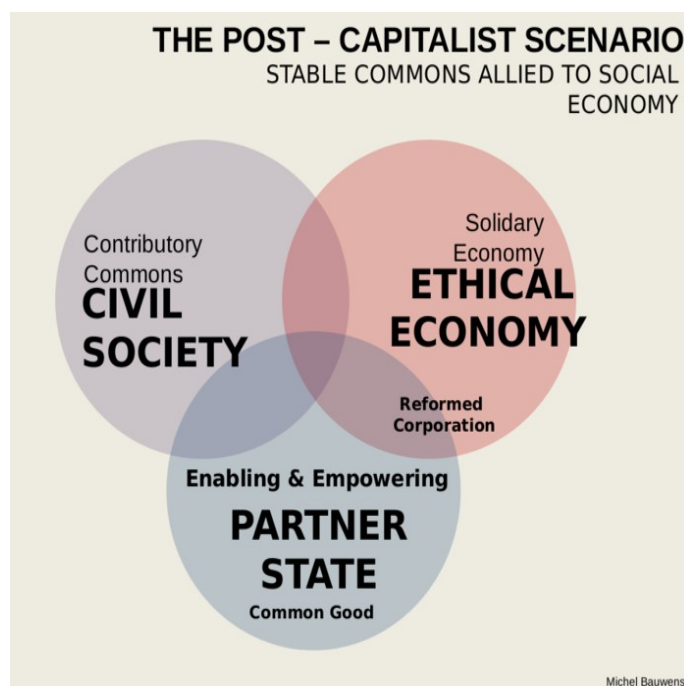 THE POST – CAPITALIST SCENARIO
STABLE COMMONS ALLIED TO SOCIAL
ECONOMY
Contributory
Commons
CIVIL
SOCIETY
Solidary
Economy
ETHICAL
ECONOMY
Reformed
Corporation
Enabling & Empowering
PARTNER
STATE
Common Good
Michel Bauwens